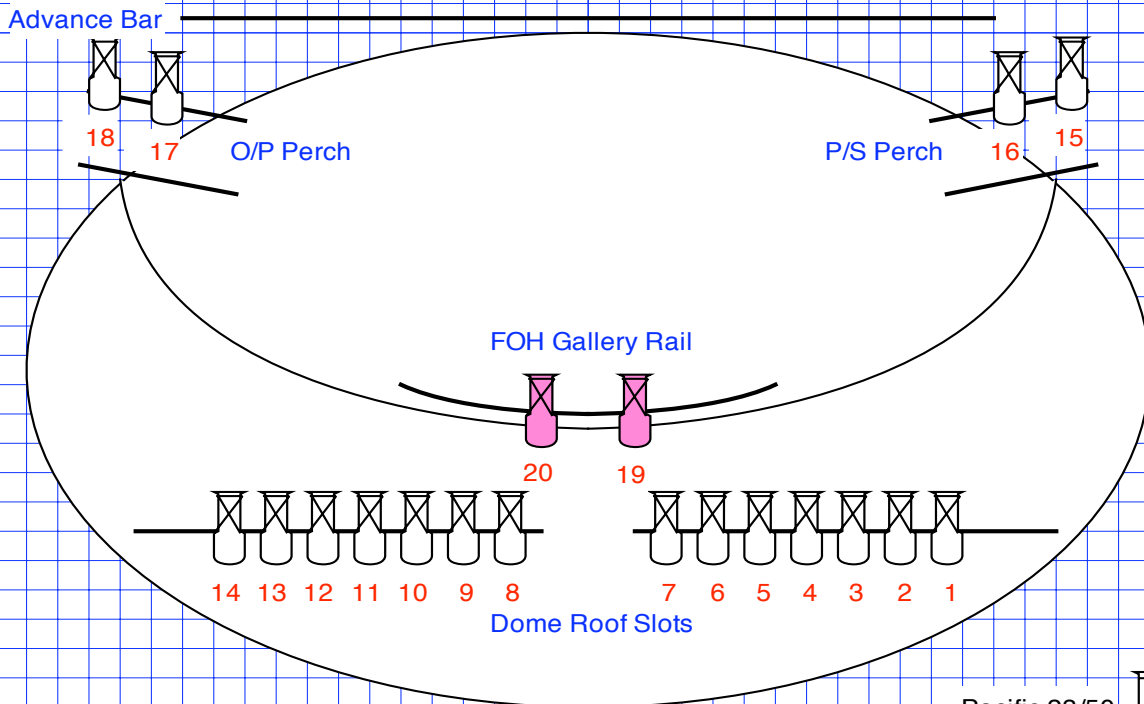 Advance Bar
18
17
O/P Perch
P/S Perch
16
15
FOH Gallery Rail
20
19
14 13 12 11 10 9 8
7 6 5 4 3 2 1
Dome Roof Slots